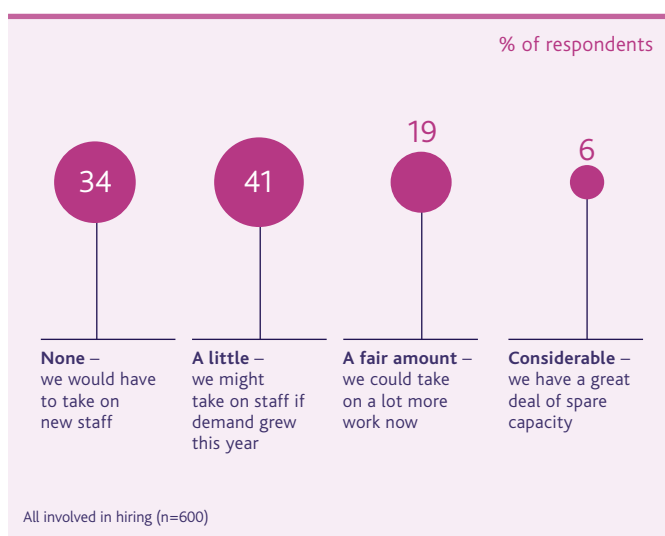 % of respondents
34
41
19
6
None –
we would have
to take on
new staff
A little –
we might
take on staff if
demand grew
this year
A fair amount –
we could take
on a lot more
work now
Considerable –
we have a great
deal of spare
capacity
All involved in hiring (n=600)